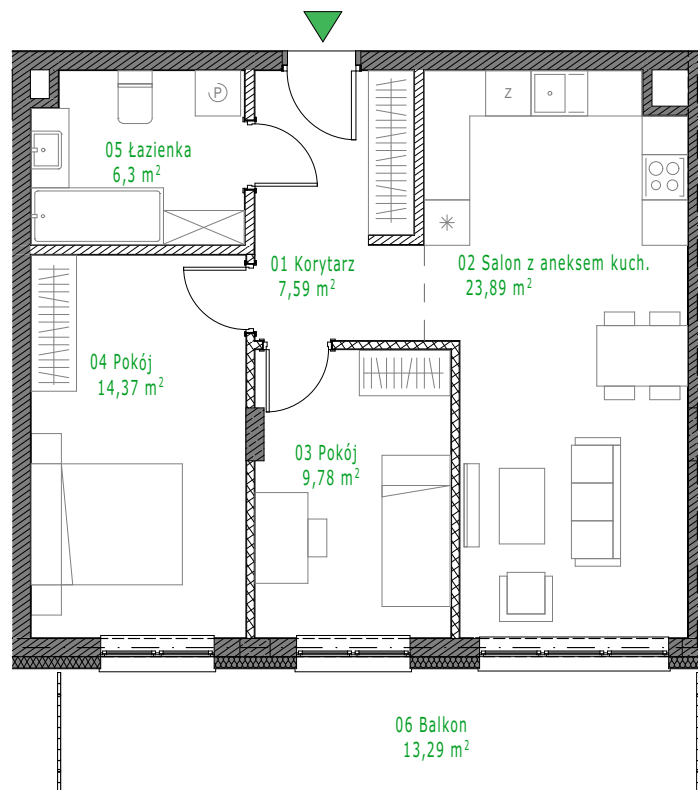 P
Z
05 Łazienka
6,3 m²
01 Korytarz
7,59 m²
02 Salon z aneksem kuch.
23,89 m²
04 Pokój
14,37 m²
03 Pokój
9,78 m²
06 Balkon
13,29 m²